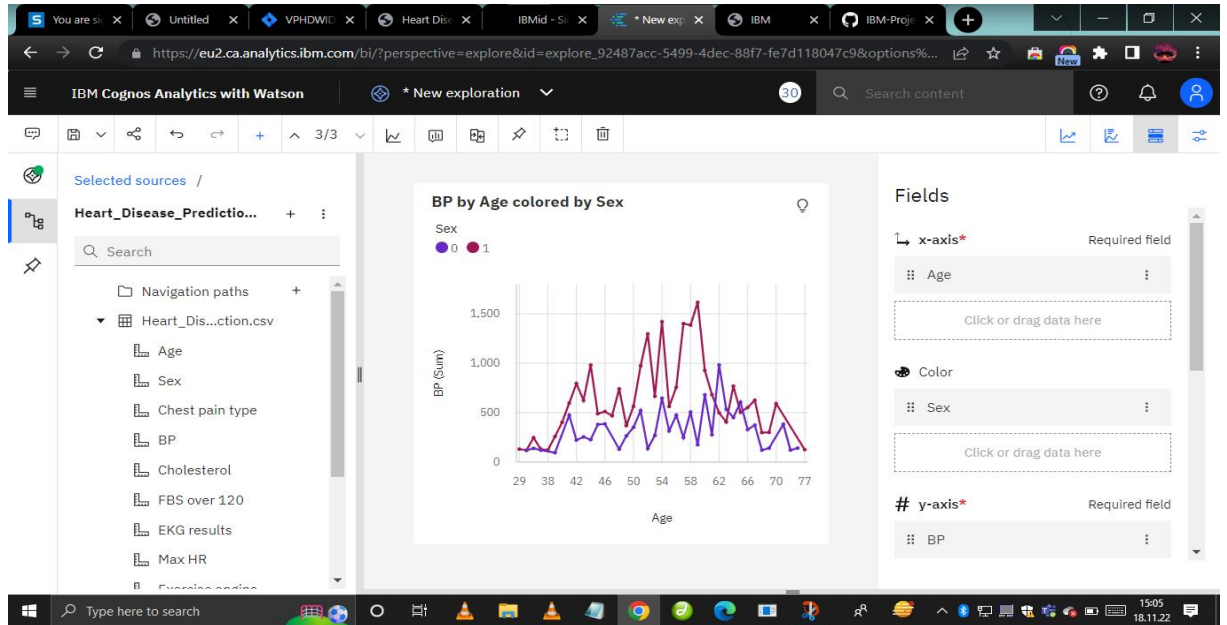 You are si
Untitled
VPHDWID
Heart Dise
IBMid - Si
* New exp
IBM
IBM-Proje
https://eu2.ca.analytics.ibm.com/bi/?perspective=explore&id=explore_92487acc-5499-4dec-88f7-fe7d118047c9&options%...
New
IBM Cognos Analytics with Watson
* New exploration
30
Search content
3/3
Selected sources /
Heart_Disease_Predictio...
Search
Navigation paths
Heart_Dis...ction.csv
Age
Sex
Chest pain type
BP
Cholesterol
FBS over 120
EKG results
Max HR
Exercise angina
BP by Age colored by Sex
Sex
0 1
1,500
1,000
500
0
BP (Sum)
29 38 42 46 50 54 58 62 66 70 77
Age
Fields
x-axis* Required field
Age
Click or drag data here
Color
Sex
Click or drag data here
y-axis* Required field
BP
Type here to search
15:05
18.11.22